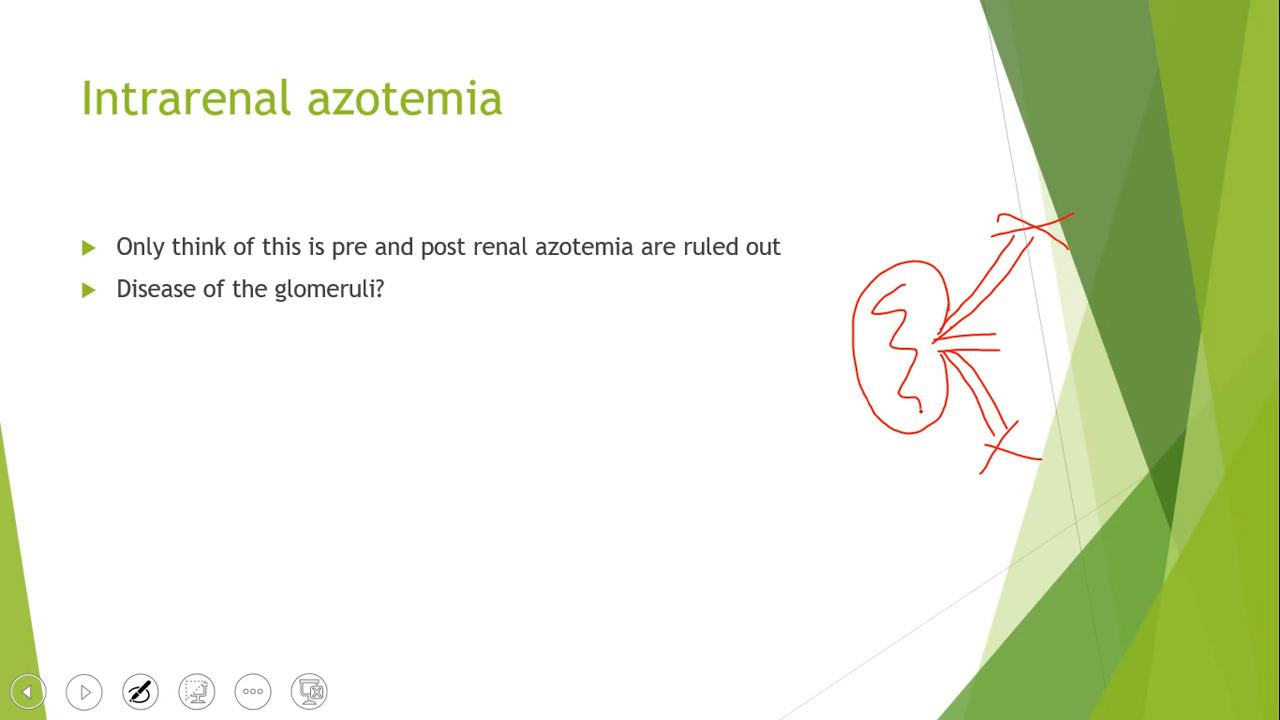 Intrarenal azotemia
Only think of this is pre and post renal azotemia are ruled out
Disease of the glomeruli?